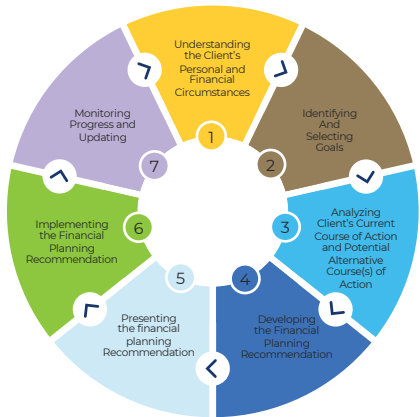 Understanding
the Client's
Personal and
Financial
Circumstances
1
Identifying
And
Selecting
Goals
2
Analyzing
Client's Current
Course of Action
and Potential
Alternative
Course(s) of
Action
3
Developing
the Financial
Planning
Recommendation
4
Presenting
the financial
planning
Recommendation
5
Implementing
the Financial
Planning
Recommendation
6
Monitoring
Progress and
Updating
7